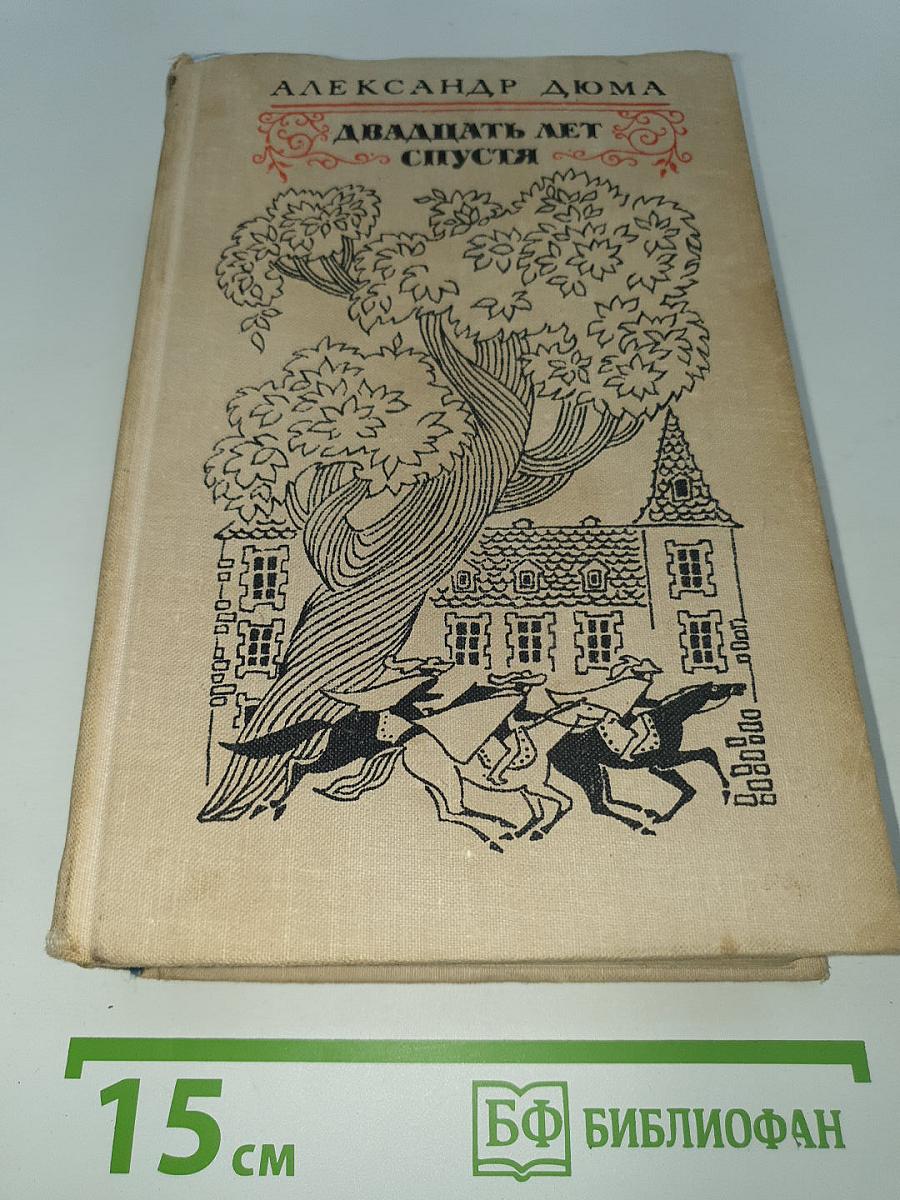 АЛЕКСАНДР ДЮМА
ДВАДЦАТЬ ЛЕТ
СПУСТЯ
15 см
БФ БИБЛИОФАН